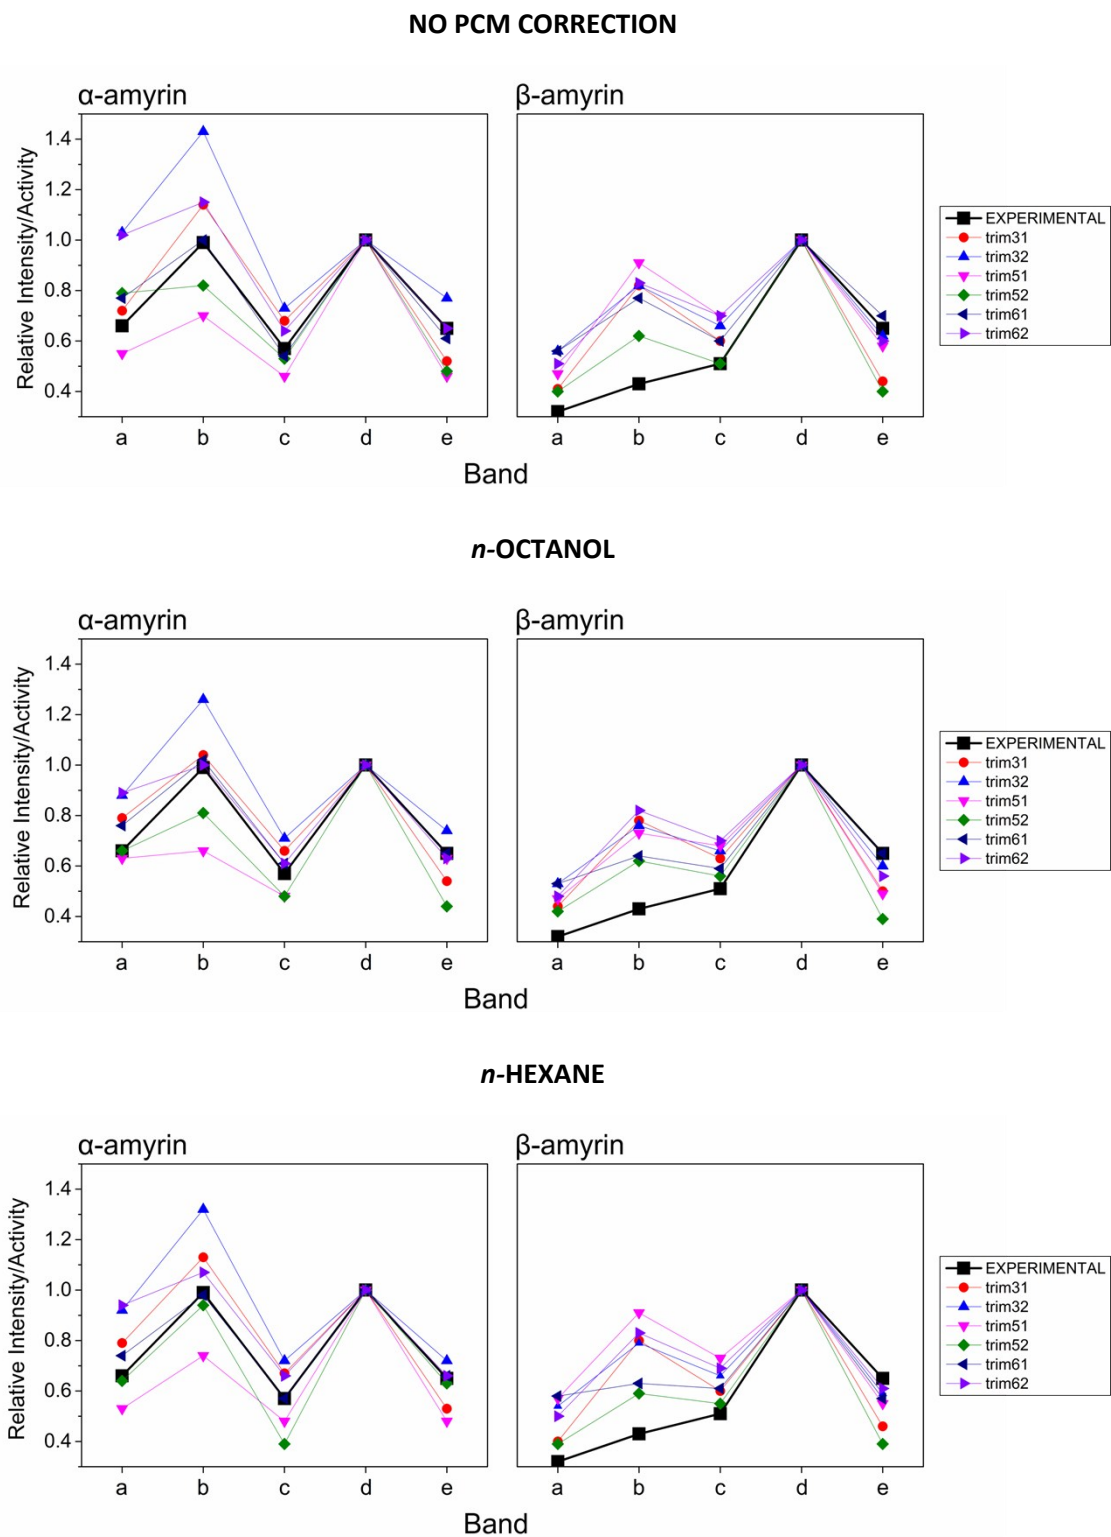 NO PCM CORRECTION
α-amyrin
β-amyrin
Relative Intensity/Activity
1.4
1.2
1.0
0.8
0.6
0.4
a b c d e
a b c d e
Band
EXPERIMENTAL
trim31
trim32
trim51
trim52
trim61
trim62
n-OCTANOL
α-amyrin
β-amyrin
Relative Intensity/Activity
1.4
1.2
1.0
0.8
0.6
0.4
a b c d e
a b c d e
Band
EXPERIMENTAL
trim31
trim32
trim51
trim52
trim61
trim62
n-HEXANE
α-amyrin
β-amyrin
Relative Intensity/Activity
1.4
1.2
1.0
0.8
0.6
0.4
a b c d e
a b c d e
Band
EXPERIMENTAL
trim31
trim32
trim51
trim52
trim61
trim62